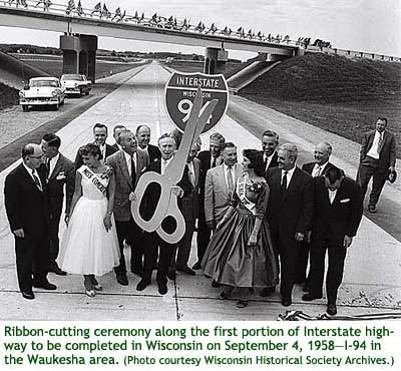 INTERSTATE
WISCONSIN
94
Ribbon-cutting ceremony along the first portion of Interstate high-
way to be completed in Wisconsin on September 4, 1958—I-94 in
the Waukesha area. (Photo courtesy Wisconsin Historical Society Archives.)